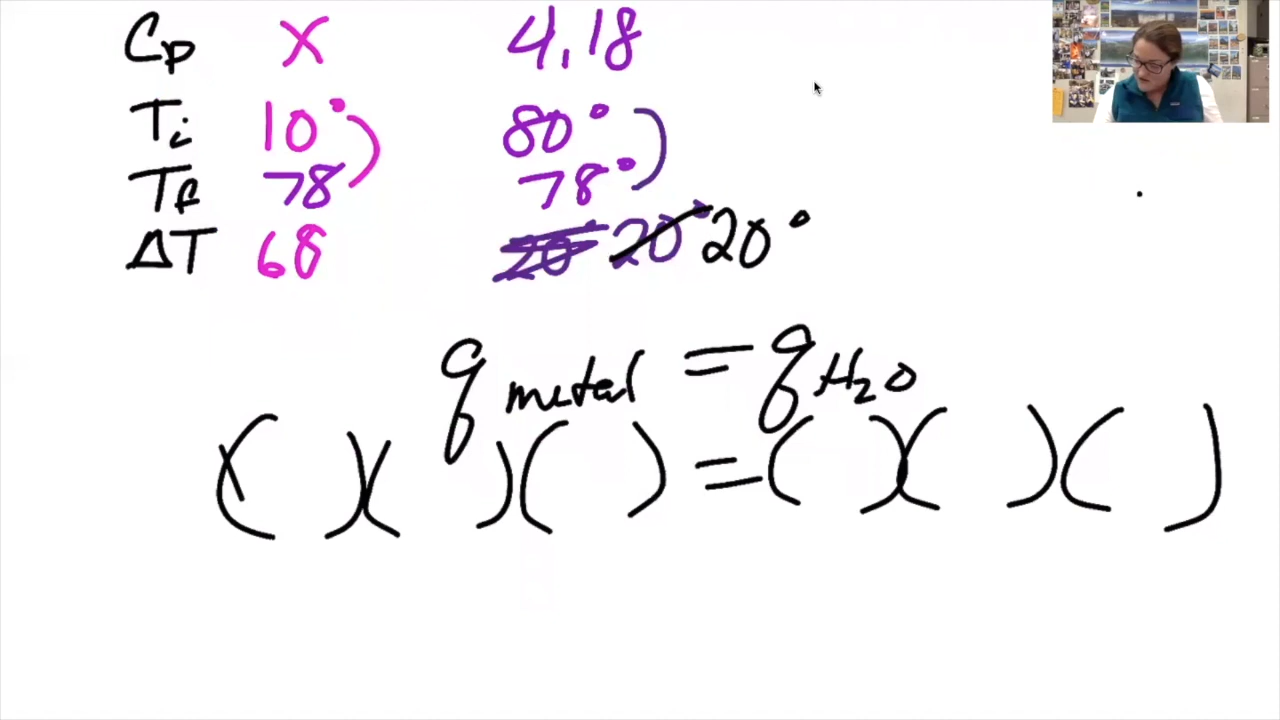 Cp x 4.18
Ti 10° 80°
Tf 78 78°
ΔT 68 20 20° 20°
q metal = q H₂O
( )( )( ) = ( )( )( )